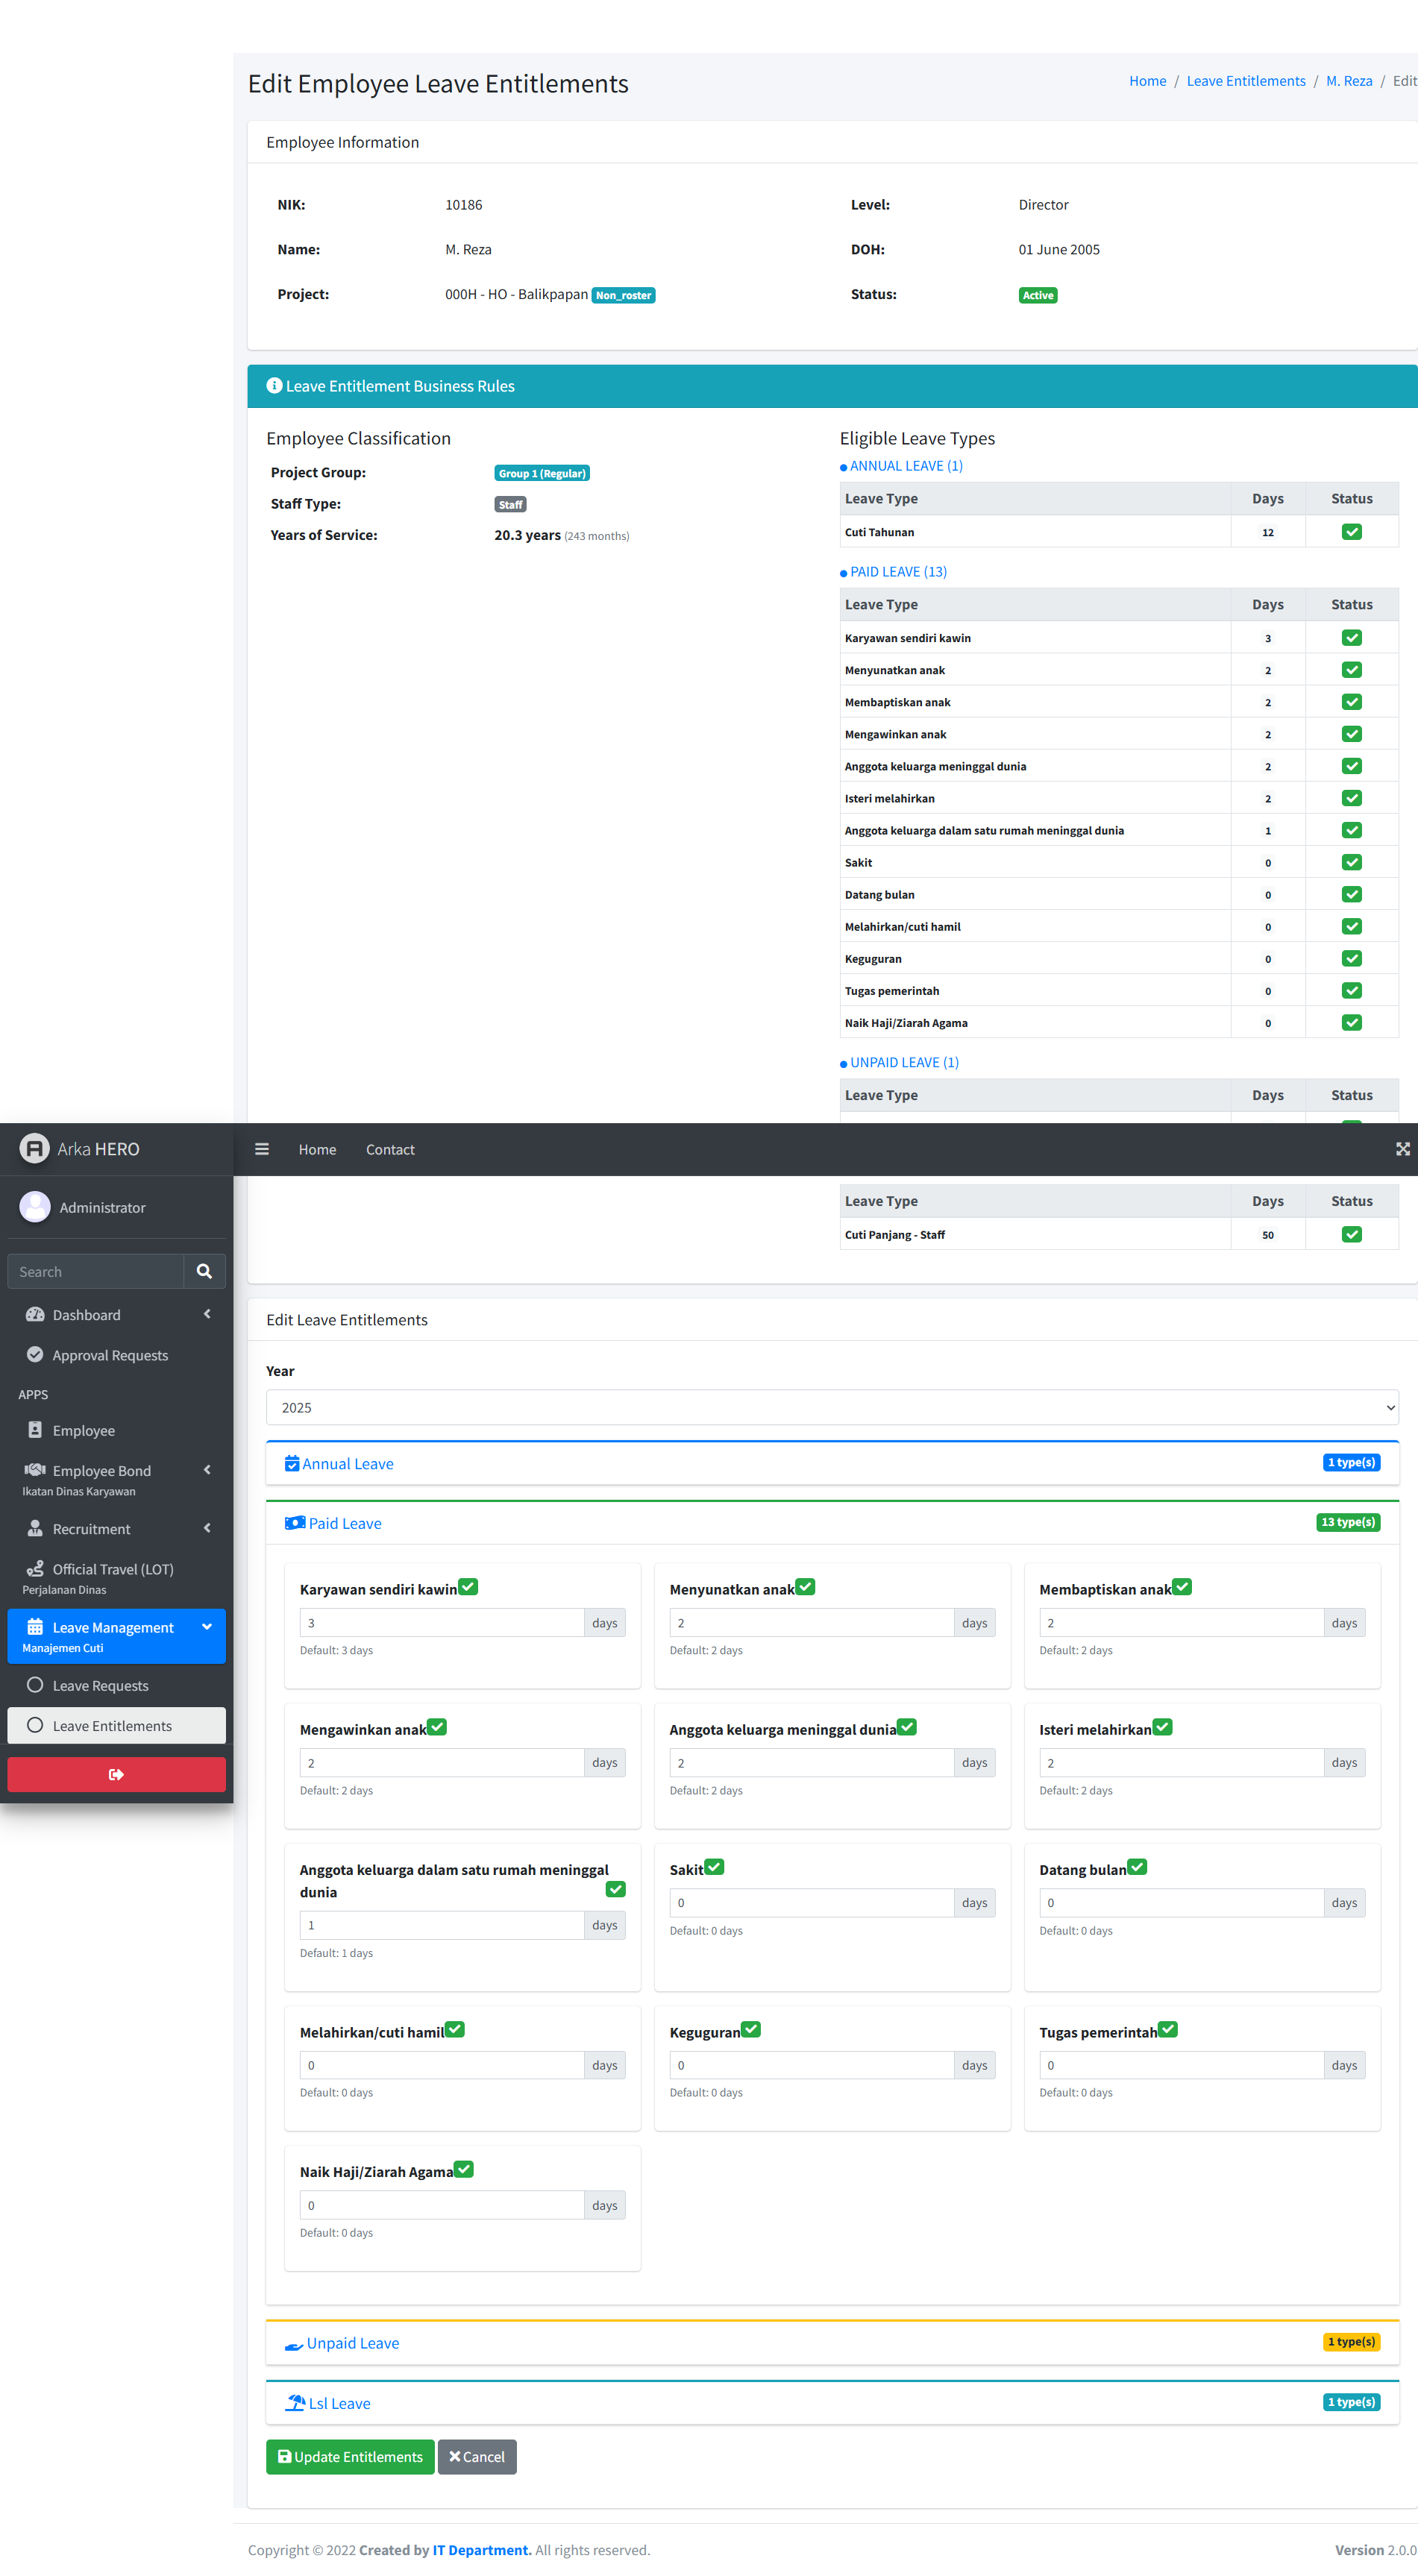 Edit Employee Leave Entitlements
Home / Leave Entitlements / M. Reza / Edit
Employee Information
NIK: 10186 Level: Director
Name: M. Reza DOH: 01 June 2005
Project: 000H - HO - Balikpapan Non_roster Status: Active
Leave Entitlement Business Rules
Employee Classification
Project Group: Group 1 (Regular)
Staff Type: Staff
Years of Service: 20.3 years (243 months)
Eligible Leave Types
ANNUAL LEAVE (1)
Leave Type Days Status
Cuti Tahunan 12
PAID LEAVE (13)
Leave Type Days Status
Karyawan sendiri kawin 3
Menyunatkan anak 2
Membaptiskan anak 2
Mengawinkan anak 2
Anggota keluarga meninggal dunia 2
Isteri melahirkan 2
Anggota keluarga dalam satu rumah meninggal dunia 1
Sakit 0
Datang bulan 0
Melahirkan/cuti hamil 0
Keguguran 0
Tugas pemerintah 0
Naik Haji/Ziarah Agama 0
UNPAID LEAVE (1)
Leave Type Days Status
Arka HERO
Home Contact
Leave Type Days Status
Cuti Panjang - Staff 50
Administrator
Search
Dashboard
Approval Requests
APPS
Employee
Employee Bond
Ikatan Dinas Karyawan
Recruitment
Official Travel (LOT)
Perjalanan Dinas
Leave Management
Manajemen Cuti
Leave Requests
Leave Entitlements
Edit Leave Entitlements
Year
2025
Annual Leave 1 type(s)
Paid Leave 13 type(s)
Karyawan sendiri kawin
3 days
Default: 3 days
Menyunatkan anak
2 days
Default: 2 days
Membaptiskan anak
2 days
Default: 2 days
Mengawinkan anak
2 days
Default: 2 days
Anggota keluarga meninggal dunia
2 days
Default: 2 days
Isteri melahirkan
2 days
Default: 2 days
Anggota keluarga dalam satu rumah meninggal
dunia
1 days
Default: 1 days
Sakit
0 days
Default: 0 days
Datang bulan
0 days
Default: 0 days
Melahirkan/cuti hamil
0 days
Default: 0 days
Keguguran
0 days
Default: 0 days
Tugas pemerintah
0 days
Default: 0 days
Naik Haji/Ziarah Agama
0 days
Default: 0 days
Unpaid Leave 1 type(s)
Lsl Leave 1 type(s)
Update Entitlements Cancel
Copyright © 2022 Created by IT Department. All rights reserved.
Version 2.0.0